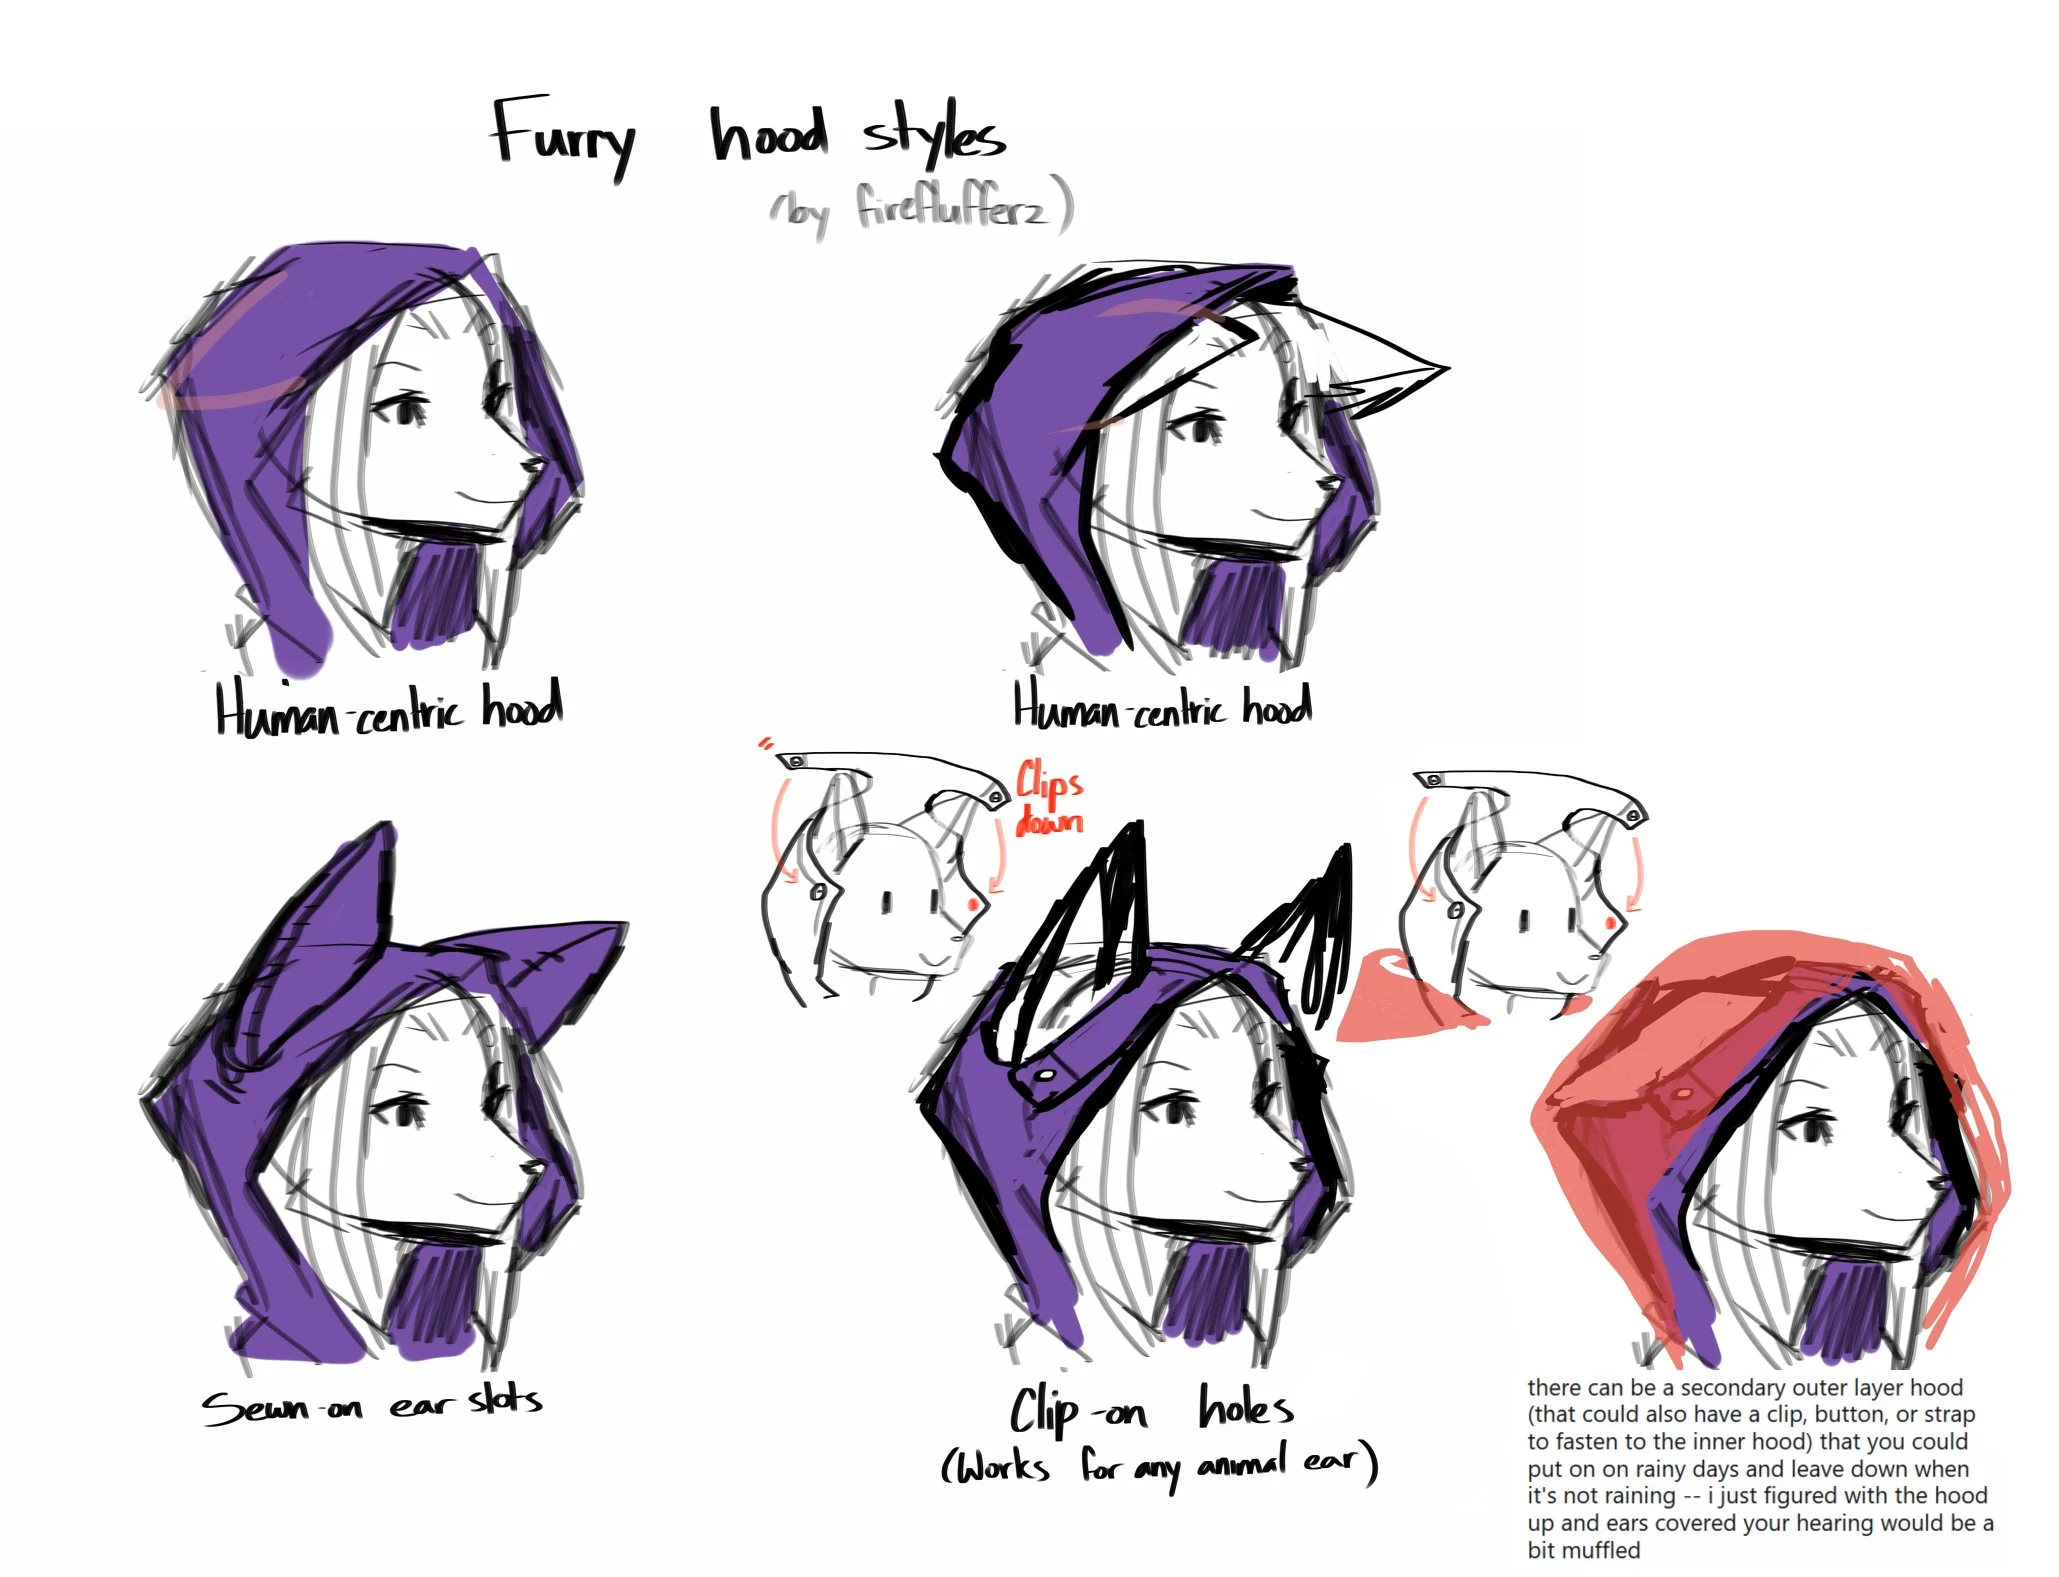 Furry hood styles
(by fireflufferz)
Human-centric hood
Human-centric hood
Clips
down
Sewn-on ear slots
Clip-on holes
(Works for any animal ear)
there can be a secondary outer layer hood
(that could also have a clip, button, or strap
to fasten to the inner hood) that you could
put on on rainy days and leave down when
it's not raining -- i just figured with the hood
up and ears covered your hearing would be a
bit muffled